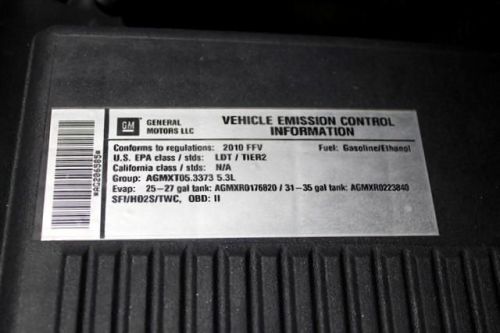 GM
GENERAL
MOTORS LLC
VEHICLE EMISSION CONTROL
INFORMATION
Conforms to regulations: 2010 FFV Fuel: Gasoline/Ethanol
U.S. EPA class / stds: LDT / TIER2
California class / stds: N/A
Group: AGMXT05.3373 5.3L
Evap: 25-27 gal tank: AGMXR0176820 / 31-35 gal tank: AGMXR0223840
SFI/HO2S/TWC, OBD: II